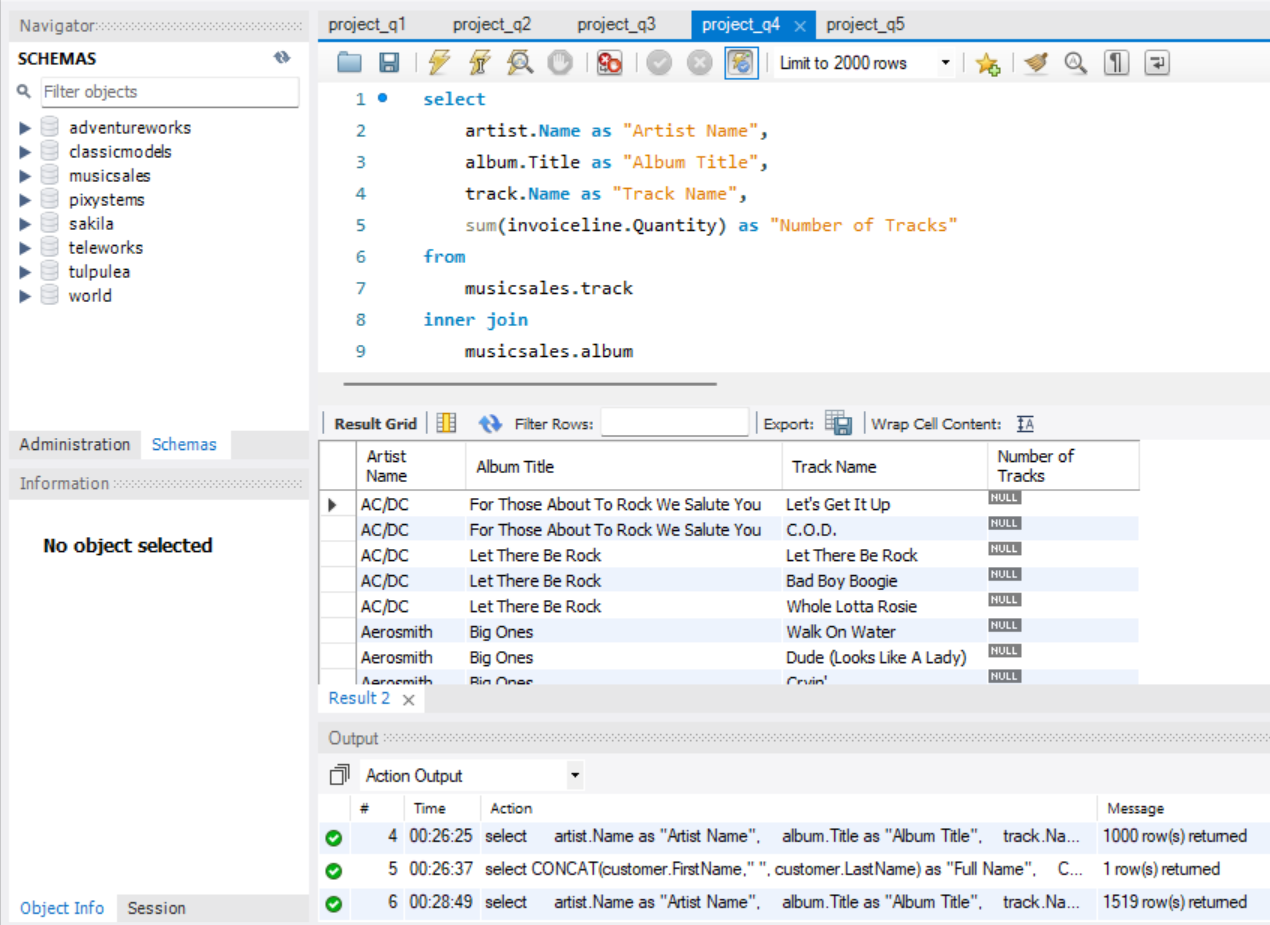 Navigator
SCHEMAS
Filter objects
adventureworks
classicmodels
musicsales
pixystems
sakila
teleworks
tulpulea
world
Administration Schemas
Information
No object selected
Object Info Session
project_q1 project_q2 project_q3 project_q4 project_q5
Limit to 2000 rows
1 select
2 artist.Name as "Artist Name",
3 album.Title as "Album Title",
4 track.Name as "Track Name",
5 sum(invoiceline.Quantity) as "Number of Tracks"
6 from
7 musicsales.track
8 inner join
9 musicsales.album
Result Grid Filter Rows: Export: Wrap Cell Content: IA
Artist Name Album Title Track Name Number of Tracks
AC/DC For Those About To Rock We Salute You Let's Get It Up NULL
AC/DC For Those About To Rock We Salute You C.O.D. NULL
AC/DC Let There Be Rock Let There Be Rock NULL
AC/DC Let There Be Rock Bad Boy Boogie NULL
AC/DC Let There Be Rock Whole Lotta Rosie NULL
Aerosmith Big Ones Walk On Water NULL
Aerosmith Big Ones Dude (Looks Like A Lady) NULL
Aerosmith Big Ones Cryin' NULL
Result 2
Output
Action Output
# Time Action Message
4 00:26:25 select artist.Name as "Artist Name", album.Title as "Album Title", track.Na... 1000 row(s) returned
5 00:26:37 select CONCAT(customer.FirstName," ", customer.LastName) as "Full Name", C... 1 row(s) returned
6 00:28:49 select artist.Name as "Artist Name", album.Title as "Album Title", track.Na... 1519 row(s) returned